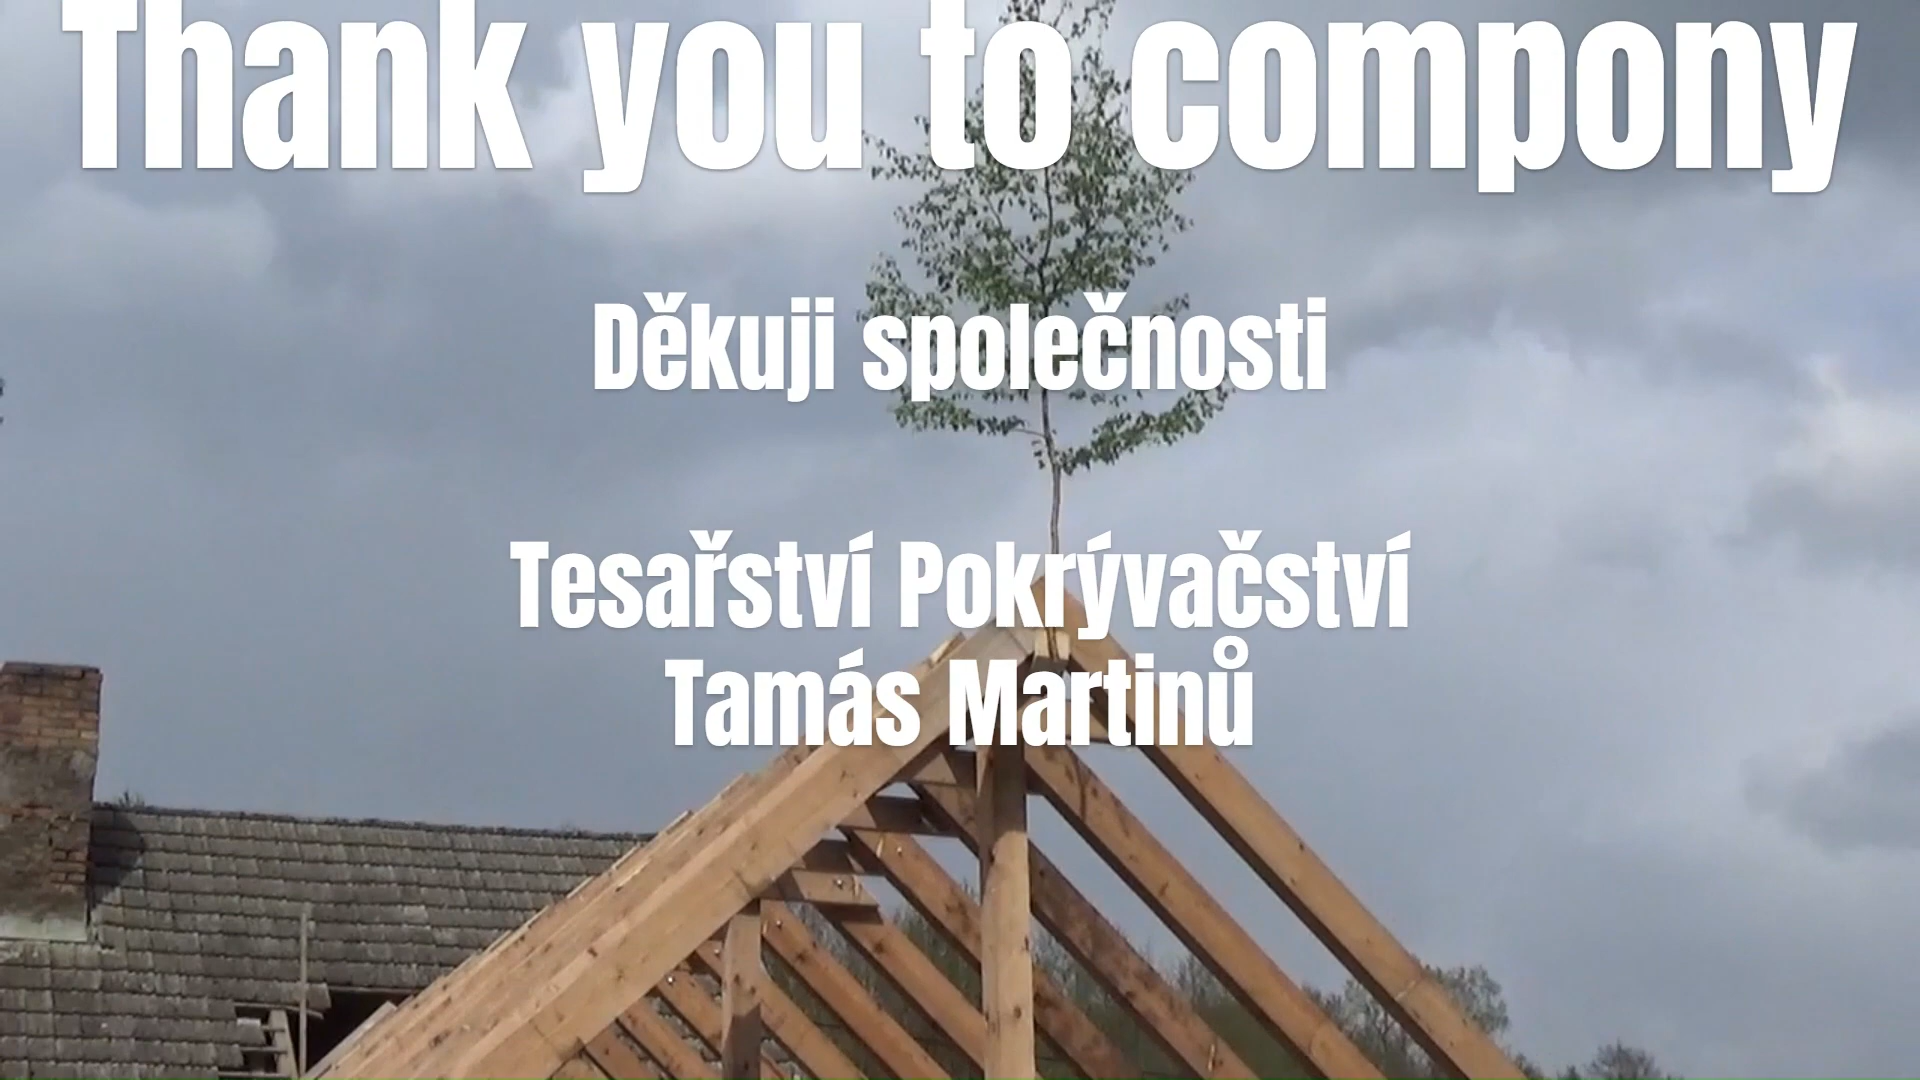 Thank you to compony
Děkuji společnosti
Tesařství Pokrývačství
Tamás Martinů